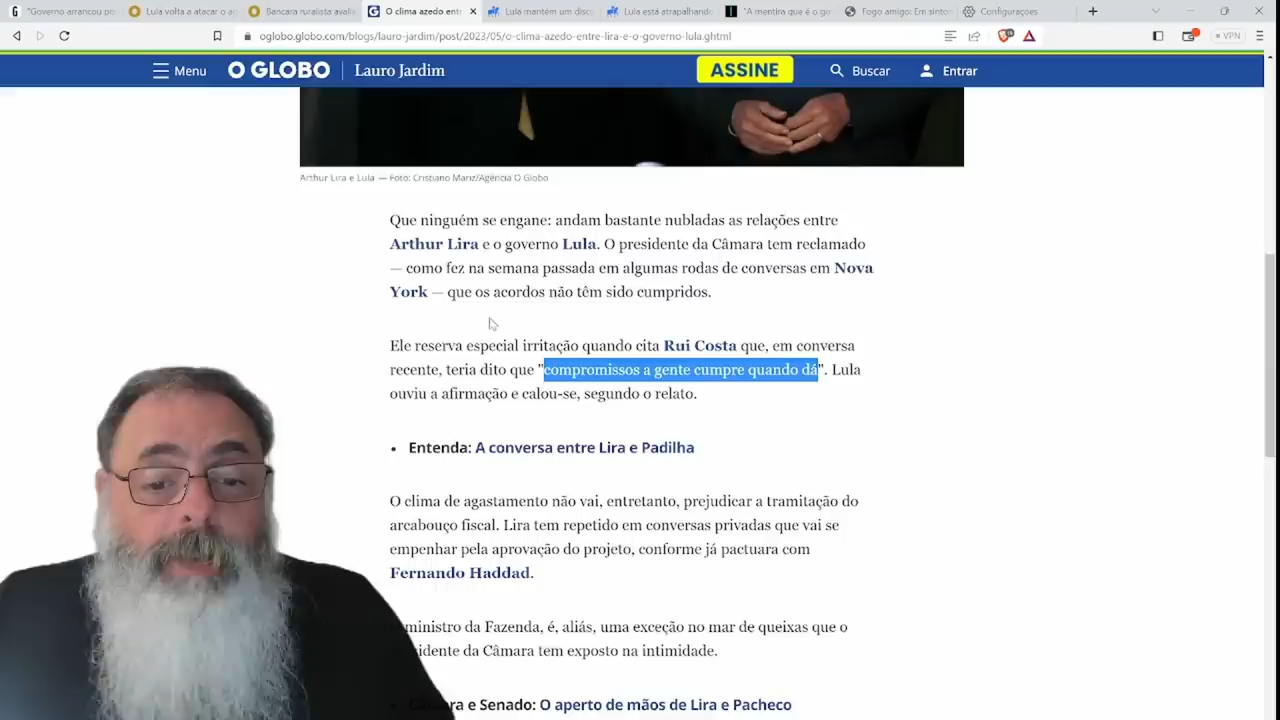 "Governo arrancou po
Lula volta a atacar o a
Bancara ruralista avalia
O clima azedo entr
Lula mantém um disc
Lula está atrapalhando
"A mentira que é o go
Fogo amigo: Em sinton
Configurações
oglobo.globo.com/blogs/lauro-jardim/post/2023/05/o-clima-azedo-entre-lira-e-o-governo-lula.ghtml
VPN
Menu
O GLOBO
Lauro Jardim
ASSINE
Buscar
Entrar
Arthur Lira e Lula — Foto: Cristiano Mariz/Agência O Globo
Que ninguém se engane: andam bastante nubladas as relações entre
Arthur Lira e o governo Lula. O presidente da Câmara tem reclamado
— como fez na semana passada em algumas rodas de conversas em Nova
York — que os acordos não têm sido cumpridos.
Ele reserva especial irritação quando cita Rui Costa que, em conversa
recente, teria dito que "compromissos a gente cumpre quando dá". Lula
ouviu a afirmação e calou-se, segundo o relato.
• Entenda: A conversa entre Lira e Padilha
O clima de agastamento não vai, entretanto, prejudicar a tramitação do
arcabouço fiscal. Lira tem repetido em conversas privadas que vai se
empenhar pela aprovação do projeto, conforme já pactuara com
Fernando Haddad.
ministro da Fazenda, é, aliás, uma exceção no mar de queixas que o
idente da Câmara tem exposto na intimidade.
ra e Senado: O aperto de mãos de Lira e Pacheco